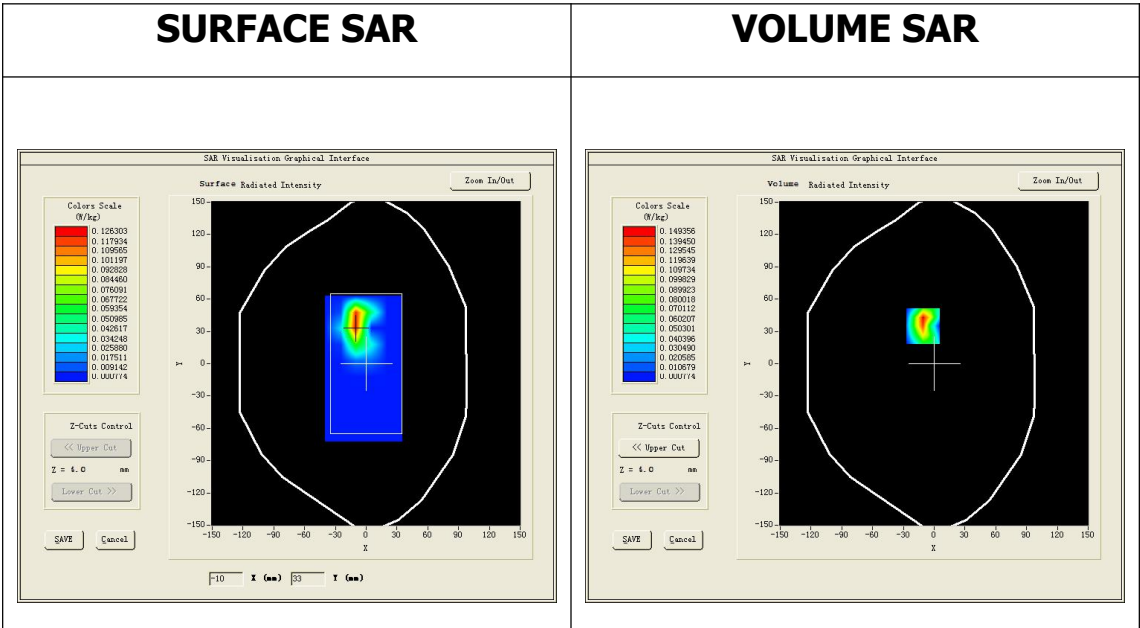 SURFACE SAR
SAR Visualisation Graphical Interface
Surface Radiated Intensity
Zoom In/Out
Colors Scale
(W/kg)
0.126303
0.117934
0.109565
0.101197
0.092828
0.084460
0.076091
0.067722
0.059354
0.050985
0.042617
0.034248
0.025880
0.017511
0.009142
0.000774
Z-Cuts Control
<< Upper Cut
Z = 4.0 mm
Lower Cut >>
SAVE Cancel
150
120
90
60
30
0
-30
-60
-90
-120
-150
Y
-150 -120 -90 -60 -30 0 30 60 90 120 150
X
-10 X (mm) 33 Y (mm)
VOLUME SAR
SAR Visualisation Graphical Interface
Volume Radiated Intensity
Zoom In/Out
Colors Scale
(W/kg)
0.149356
0.139450
0.129545
0.119639
0.109734
0.099829
0.089923
0.080018
0.070112
0.060207
0.050301
0.040396
0.030490
0.020585
0.010679
0.000774
Z-Cuts Control
<< Upper Cut
Z = 4.0 mm
Lower Cut >>
SAVE Cancel
150
120
90
60
30
0
-30
-60
-90
-120
-150
Y
-150 -120 -90 -60 -30 0 30 60 90 120 150
X